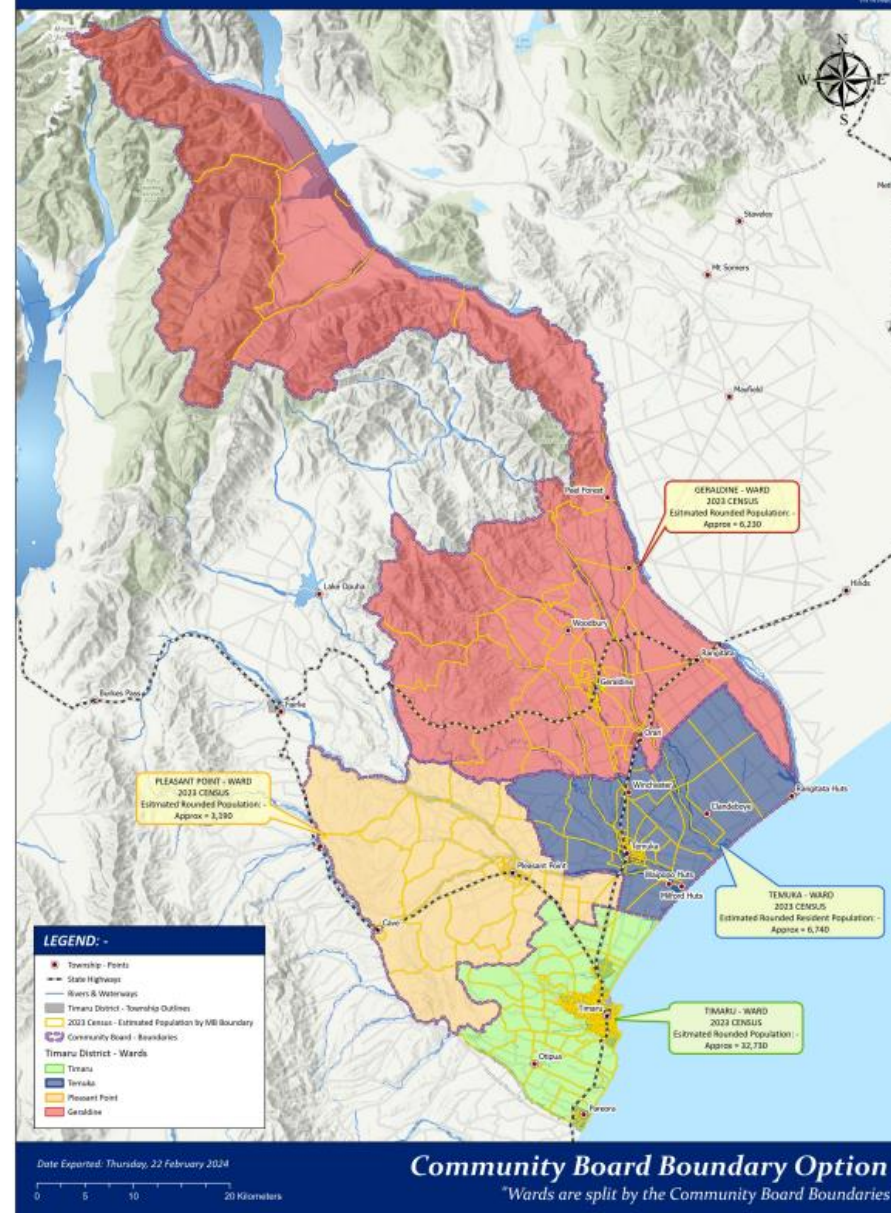 N
W E
S
Staveley
Mt Somers
Mayfield
Peel Forest
GERALDINE - WARD
2023 CENSUS
Esitmated Rounded Population: -
Approx = 6,230
Lake Opuha
Hinds
Woodbury
Rangitata
Geraldine
Burkes Pass
Fairlie
Orari
PLEASANT POINT - WARD
2023 CENSUS
Esitmated Rounded Population: -
Approx = 3,190
Winchester
Rangitata Huts
Clandeboye
Temuka
Pleasant Point
Waipopo Huts
Milford Huts
TEMUKA - WARD
2023 CENSUS
Estimated Rounded Resident Population: -
Approx = 6,740
Cave
LEGEND: -
Township - Points
State Highways
Rivers & Waterways
Timaru District - Township Outlines
2023 Census - Estimated Population by MB Boundary
Community Board - Boundaries
Timaru District - Wards
Timaru
Temuka
Pleasant Point
Geraldine
Timaru
TIMARU - WARD
2023 CENSUS
Esitmated Rounded Population: -
Approx = 32,730
Otipua
Pareora
Date Exported: Thursday, 22 February 2024
0 5 10 20 Kilometers
Community Board Boundary Option
"Wards are split by the Community Board Boundaries